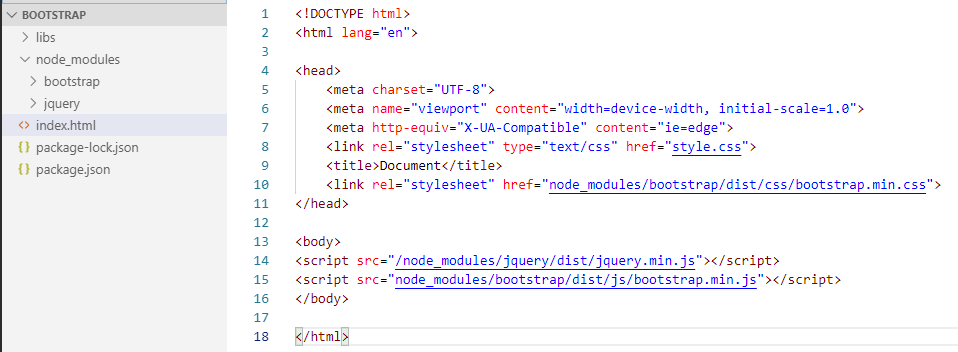 BOOTSTRAP
libs
node_modules
bootstrap
jquery
index.html
package-lock.json
package.json
1 <!DOCTYPE html>
2 <html lang="en">
3
4 <head>
5     <meta charset="UTF-8">
6     <meta name="viewport" content="width=device-width, initial-scale=1.0">
7     <meta http-equiv="X-UA-Compatible" content="ie=edge">
8     <link rel="stylesheet" type="text/css" href="style.css">
9     <title>Document</title>
10     <link rel="stylesheet" href="node_modules/bootstrap/dist/css/bootstrap.min.css">
11 </head>
12
13 <body>
14 <script src="/node_modules/jquery/dist/jquery.min.js"></script>
15 <script src="node_modules/bootstrap/dist/js/bootstrap.min.js"></script>
16 </body>
17
18 </html>